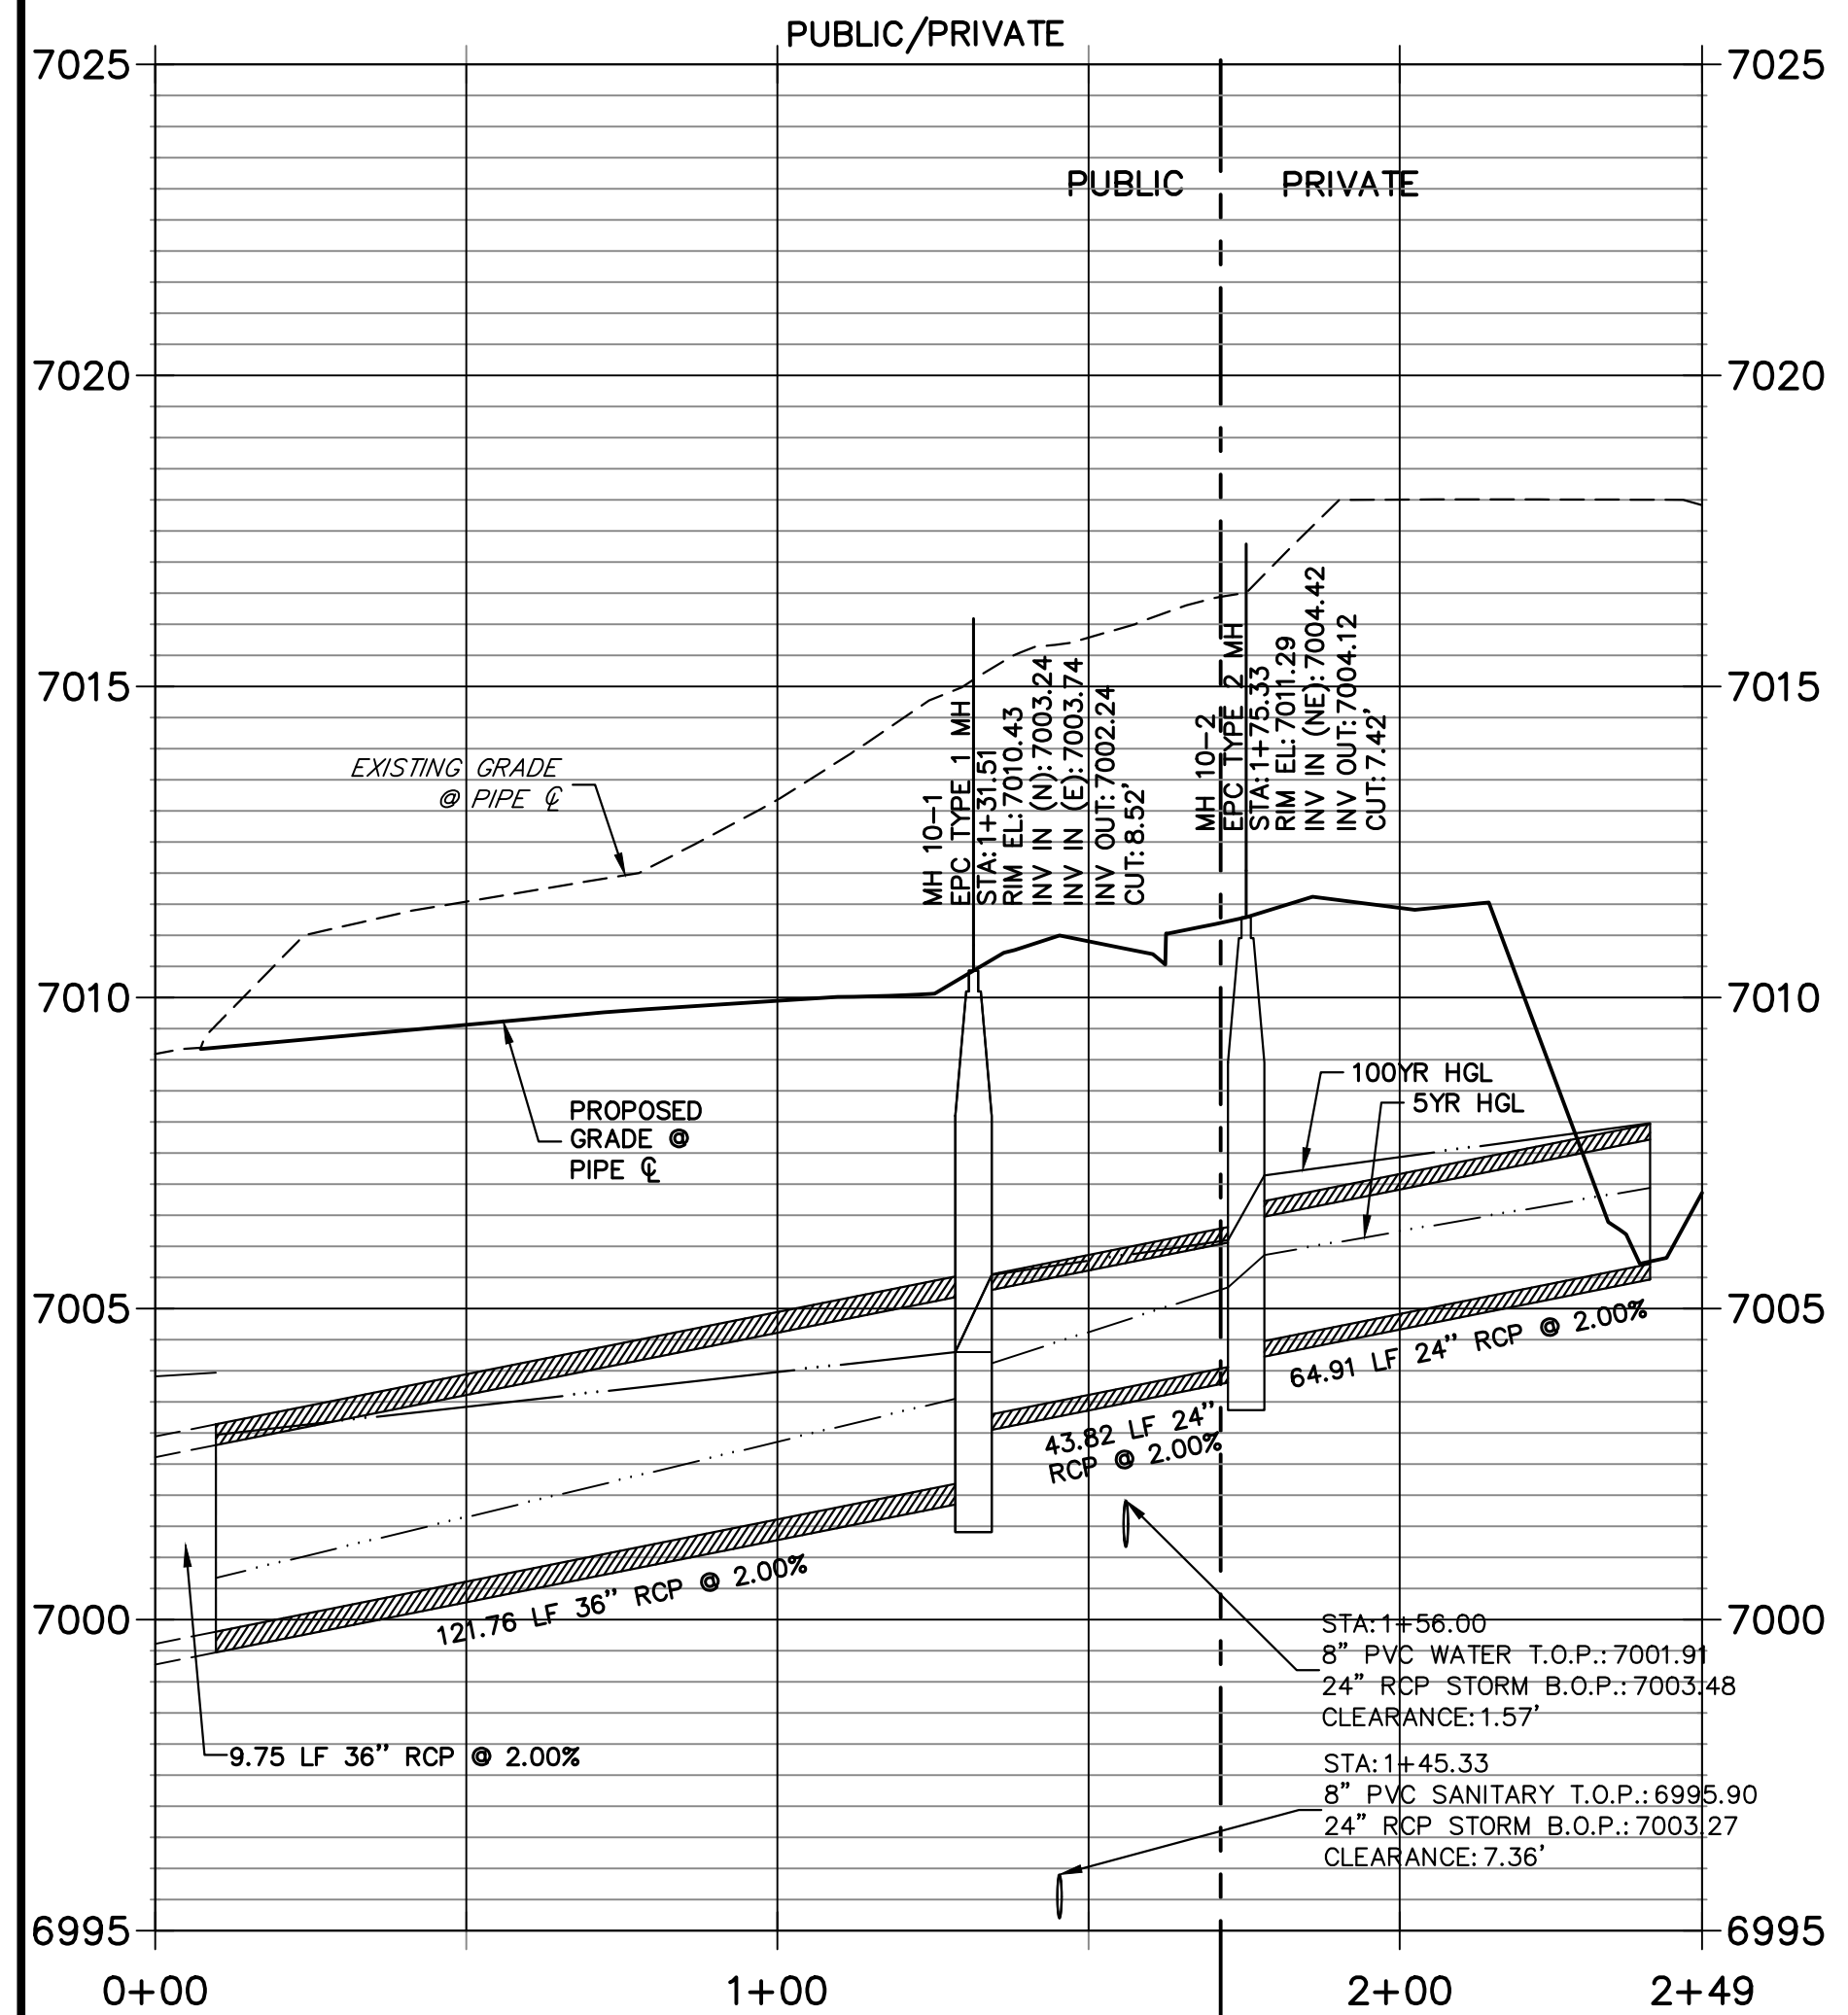 PUBLIC/PRIVATE
7025
7025
PUBLIC
PRIVATE
7020
7020
7015
7015
EXISTING GRADE
@ PIPE ℄
MH 10-1
EPC TYPE 1 MH
STA: 1+31.51
RIM EL: 7010.43
INV IN (N): 7003.24
INV IN (E): 7003.74
INV OUT: 7002.24
CUT: 8.52'
MH 10-2
EPC TYPE 2 MH
STA: 1+75.33
RIM EL: 7011.29
INV IN (NE): 7004.42
INV OUT: 7004.12
CUT: 7.42'
7010
7010
100YR HGL
5YR HGL
PROPOSED
GRADE @
PIPE ℄
7005
7005
64.91 LF 24" RCP @ 2.00%
43.82 LF 24"
RCP @ 2.00%
121.76 LF 36" RCP @ 2.00%
7000
7000
STA: 1+56.00
8" PVC WATER T.O.P.: 7001.91
24" RCP STORM B.O.P.: 7003.48
CLEARANCE: 1.57'
9.75 LF 36" RCP @ 2.00%
STA: 1+45.33
8" PVC SANITARY T.O.P.: 6995.90
24" RCP STORM B.O.P.: 7003.27
CLEARANCE: 7.36'
6995
6995
0+00
1+00
2+00
2+49